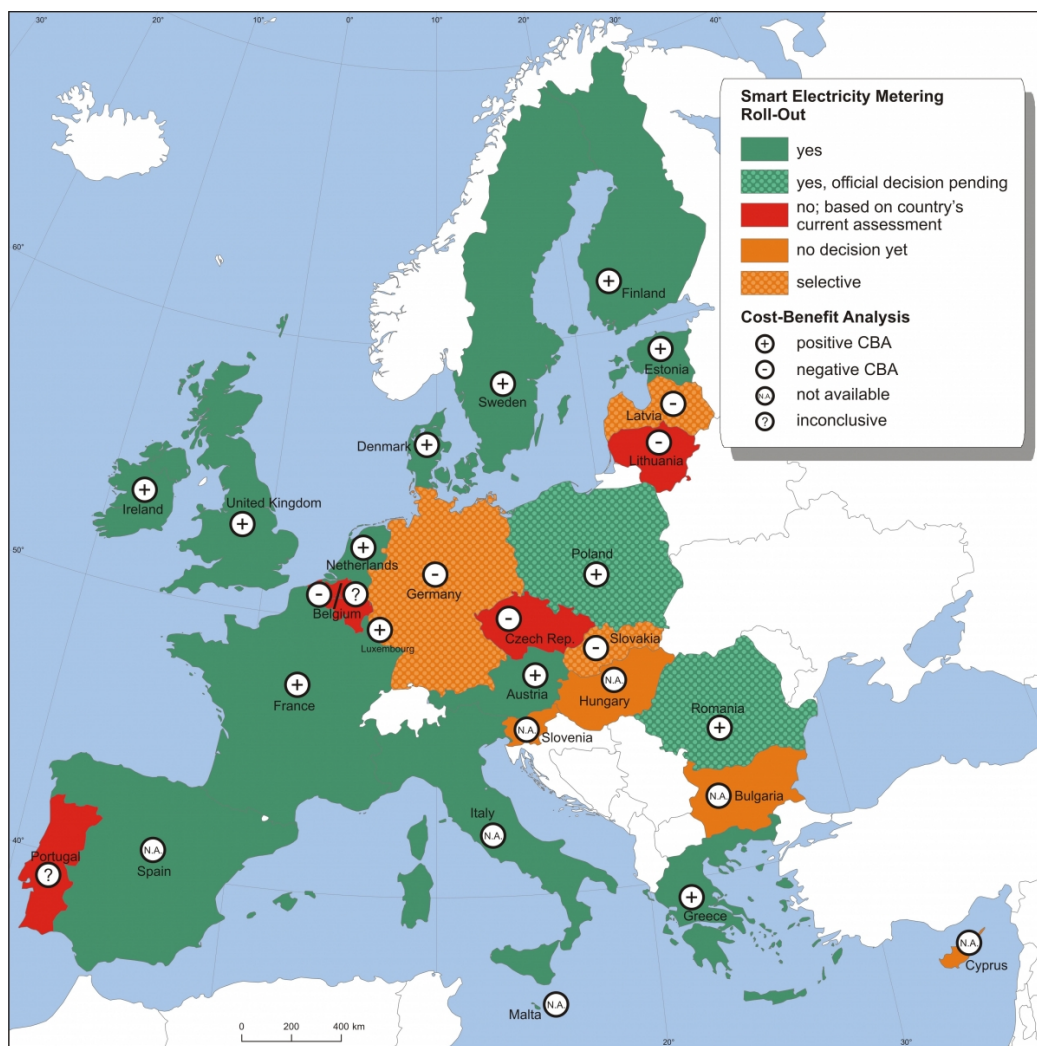 30°
20°
10°
0°
10°
20°
30°
40°
50°
60°
Smart Electricity Metering
Roll-Out
yes
yes, official decision pending
no; based on country's
current assessment
no decision yet
selective
Cost-Benefit Analysis
+ positive CBA
- negative CBA
N.A. not available
? inconclusive
60°
+
Finland
+
Estonia
+
Sweden
-
Latvia
-
Lithuania
Denmark +
+
Ireland
United Kingdom
+
50°
+
Netherlands
-
Germany
Poland
+
- / ?
Belgium
+
Luxembourg
-
Czech Rep.
Slovakia
-
+
Austria
N.A.
Hungary
+
France
Romania
+
N.A.
Slovenia
N.A. Bulgaria
Italy
N.A.
40°
Portugal
?
N.A.
Spain
+
Greece
N.A.
Cyprus
Malta N.A.
0 200 400 km
0°
10°
20°
30°